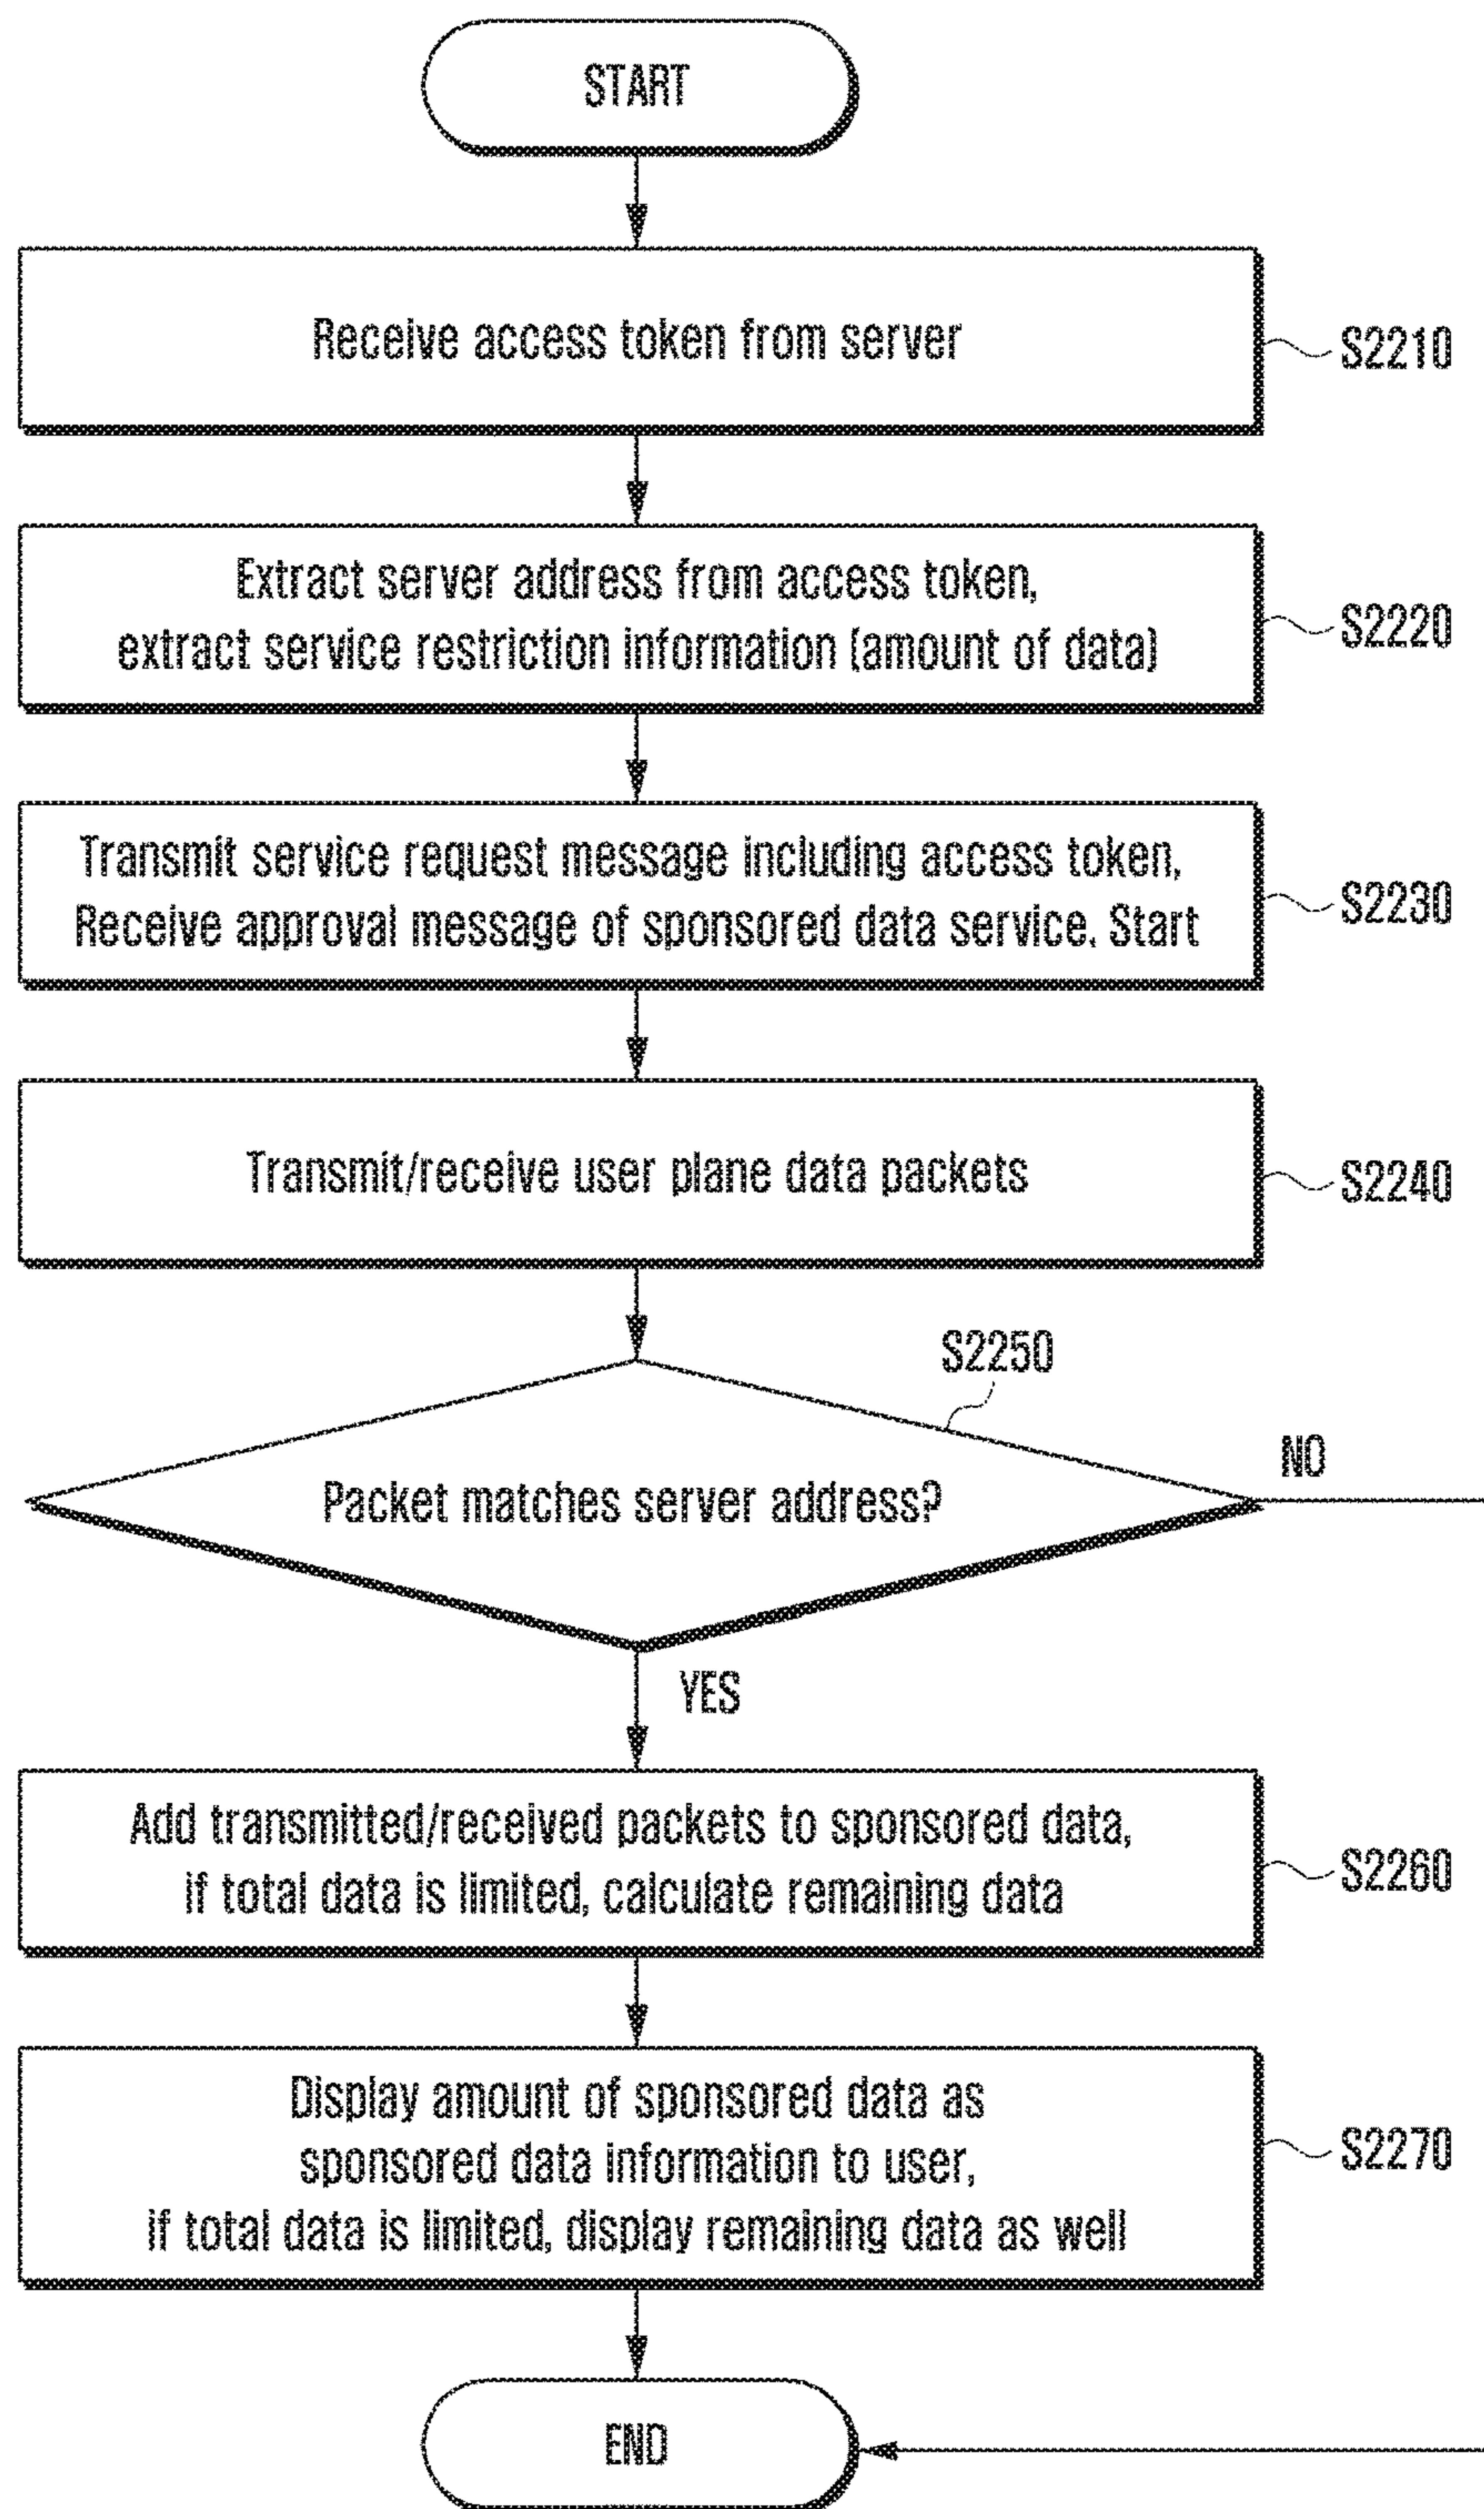 START
Receive access token from server
S2210
Extract server address from access token,
extract service restriction information (amount of data)
S2220
Transmit service request message including access token,
Receive approval message of sponsored data service. Start
S2230
Transmit/receive user plane data packets
S2240
S2250
Packet matches server address?
NO
YES
Add transmitted/received packets to sponsored data,
if total data is limited, calculate remaining data
S2260
Display amount of sponsored data as
sponsored data information to user,
if total data is limited, display remaining data as well
S2270
END